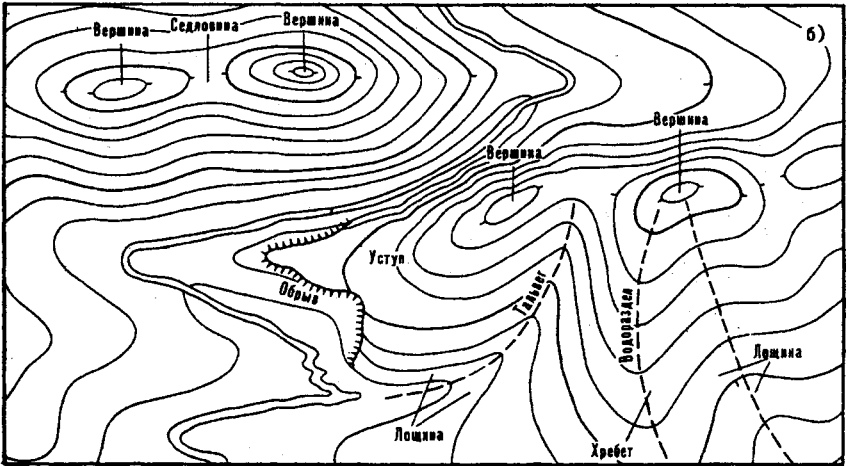 Вершина
Седловина
Вершина
б)
Вершина
Вершина
Уступ
Обрыв
Тальвег
Водораздел
Лощина
Лощина
Хребет